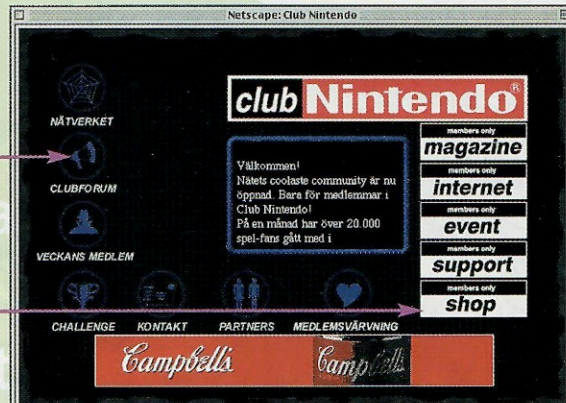 Netscape: Club Nintendo
club Nintendo®
NÄTVERKET
CLUBFORUM
VECKANS MEDLEM
Välkommen!
Nätets coolaste community är nu
öppnad. Bara för medlemmar i
Club Nintendo!
På en månad har över 20.000
spel-fans gått med i
members only
magazine
members only
internet
members only
event
members only
support
members only
shop
CHALLENGE
KONTAKT
PARTNERS
MEDLEMSVÄRVNING
Campbell's
Campbell's